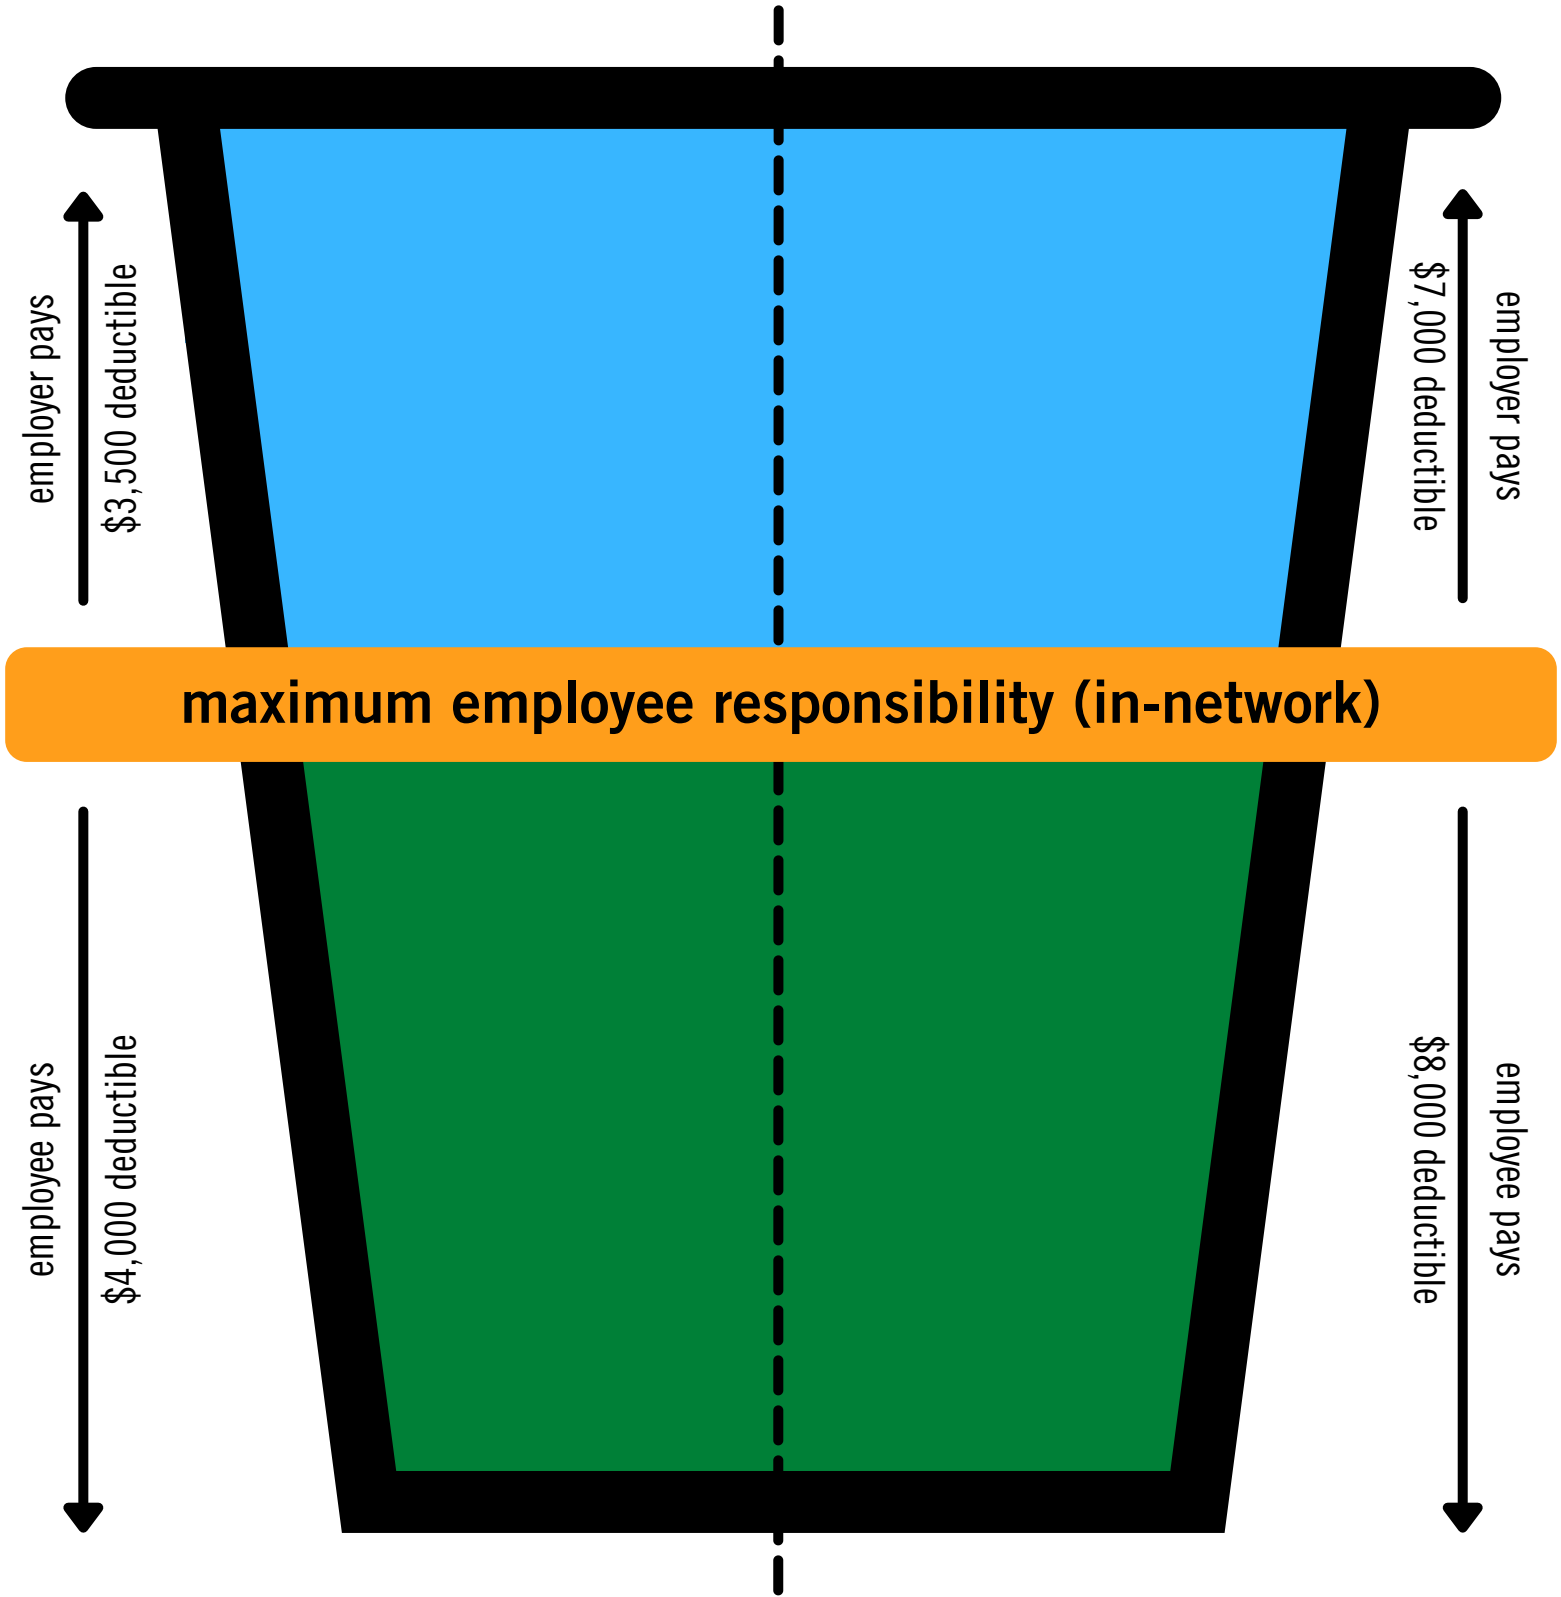 employer pays
$3,500 deductible
$7,000 deductible
employer pays
maximum employee responsibility (in-network)
employee pays
$4,000 deductible
$8,000 deductible
employee pays